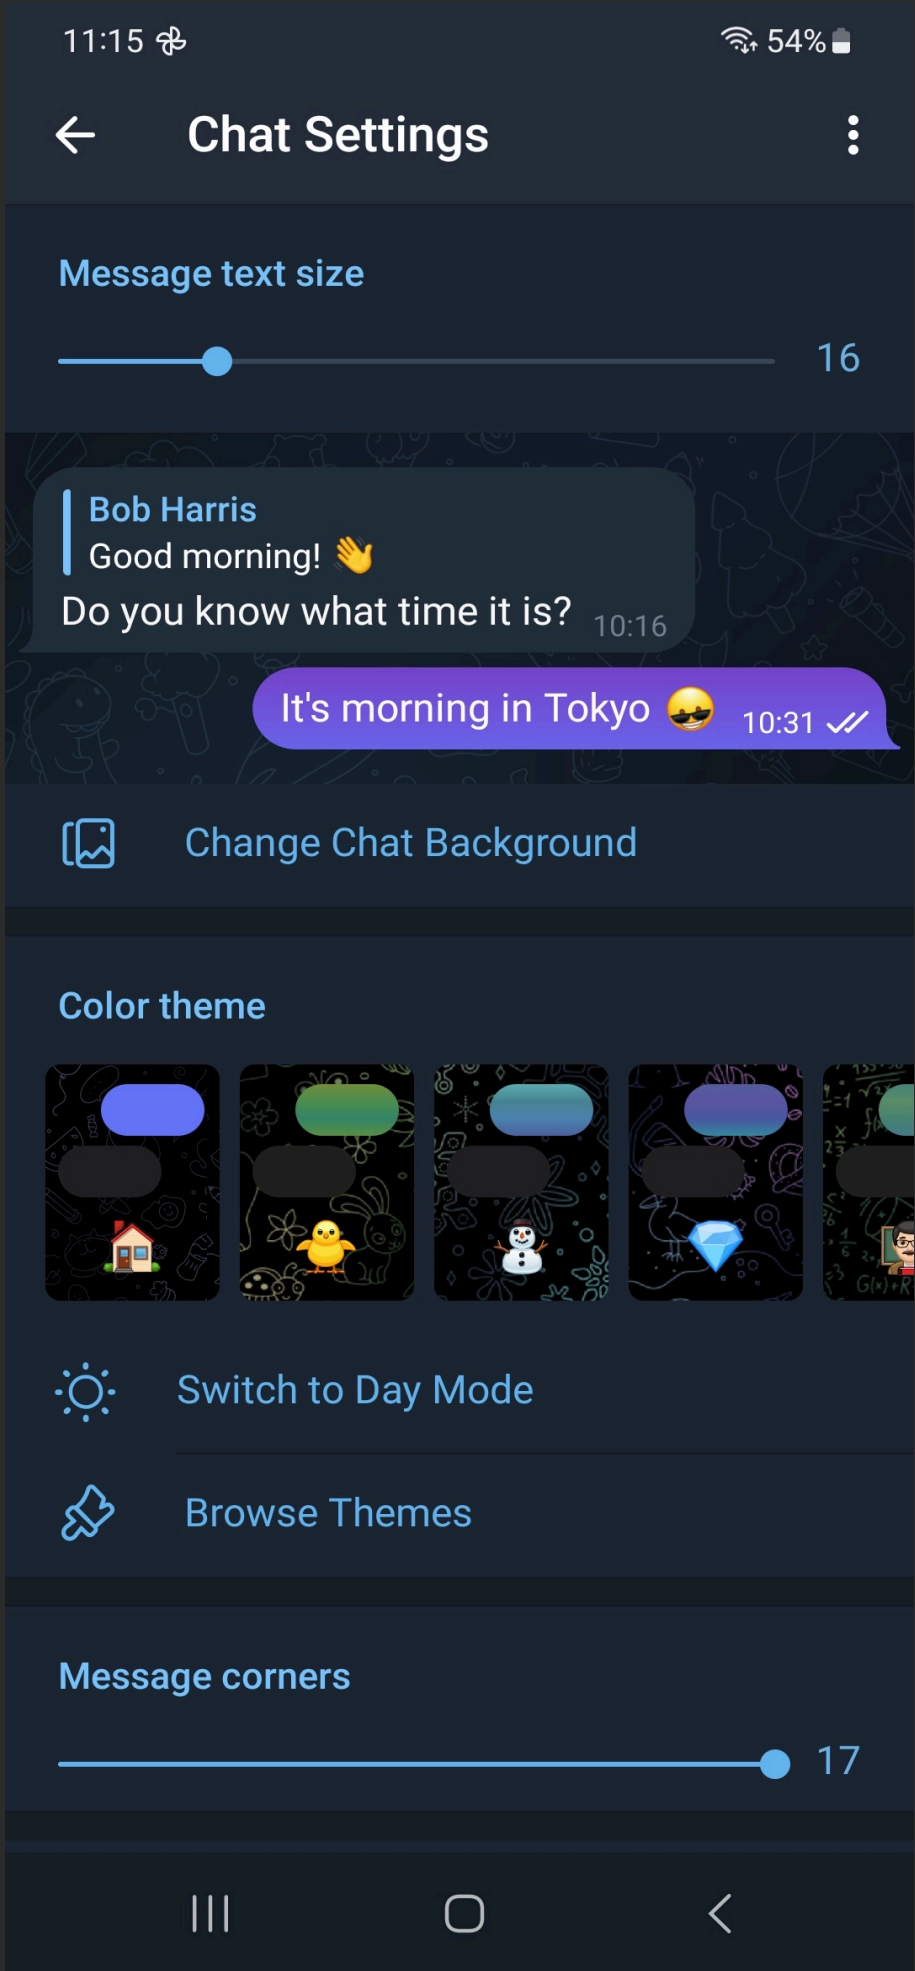 11:15
54%
Chat Settings
Message text size
16
Bob Harris
Good morning! 👋
Do you know what time it is? 10:16
It's morning in Tokyo 😎 10:31
Change Chat Background
Color theme
Switch to Day Mode
Browse Themes
Message corners
17